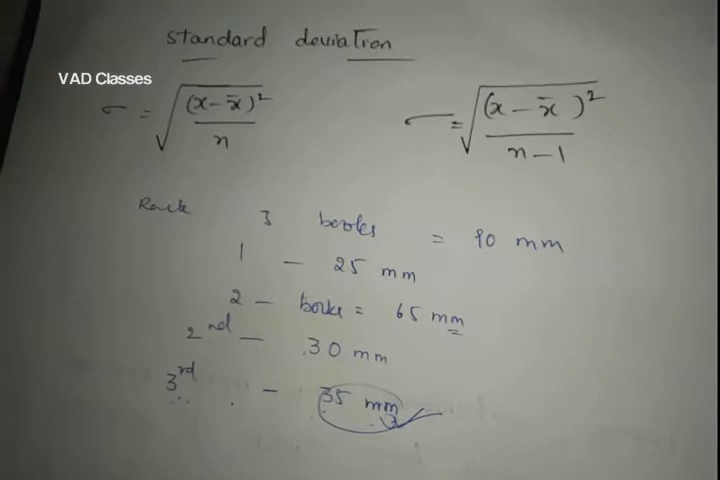 standard deviation
VAD Classes
σ = √(x-x̄)²/n σ = √(x-x̄)²/n-1
Rack 3 books = 90 mm
1 - 25 mm
2 - books = 65 mm
2nd - 30 mm
3rd - 35 mm